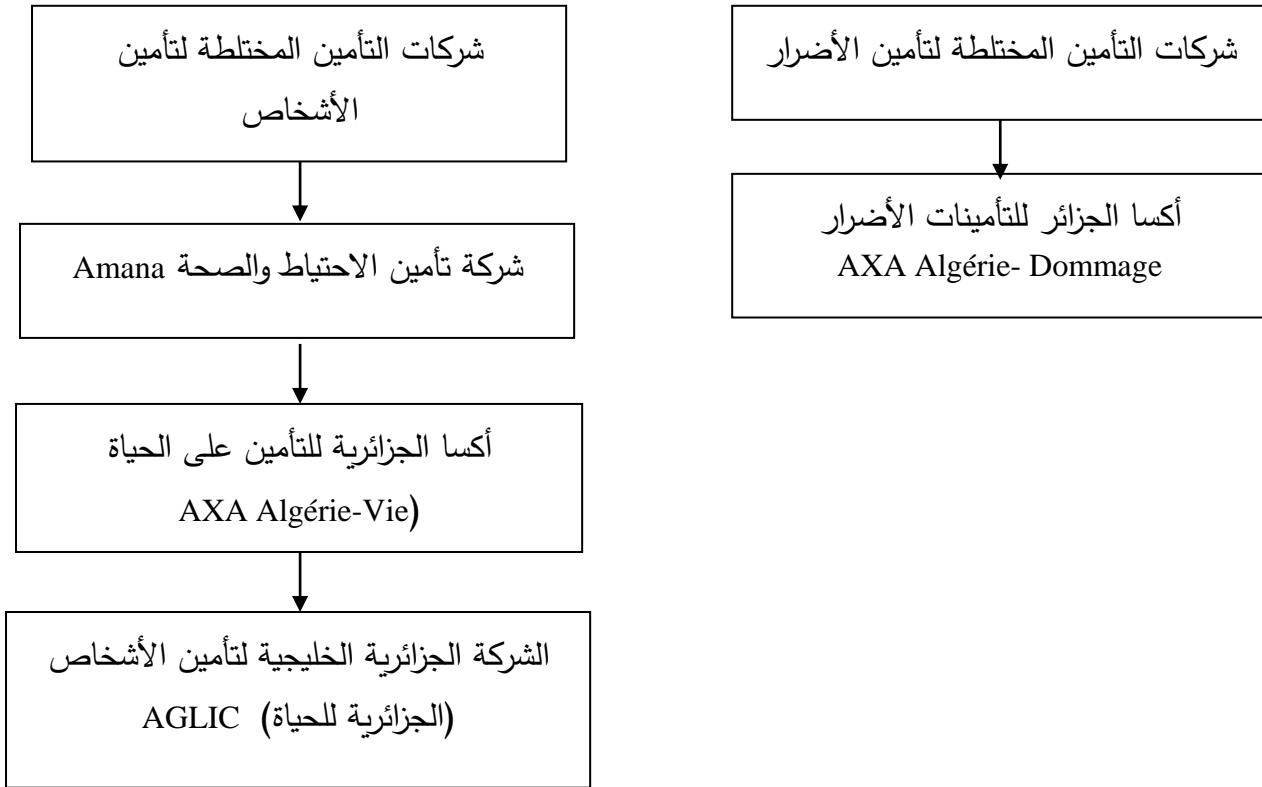 شركات التأمين المختلطة لتأمين الأضرار
أكسا الجزائر للتأمينات الأضرار
AXA Algérie- Dommage
شركات التأمين المختلطة لتأمين
الأشخاص
شركة تأمين الاحتياط والصحة Amana
أكسا الجزائرية للتأمين على الحياة
AXA Algérie-Vie)
الشركة الجزائرية الخليجية لتأمين الأشخاص
(الجزائرية للحياة) AGLIC